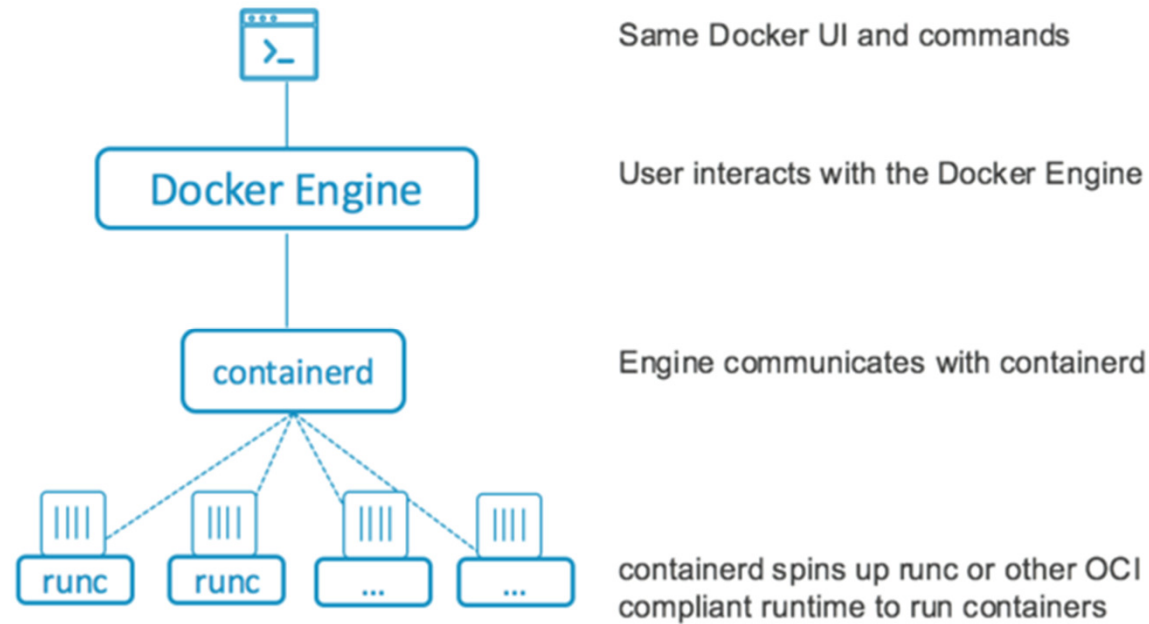 Same Docker UI and commands
Docker Engine
User interacts with the Docker Engine
containerd
Engine communicates with containerd
runc
runc
...
...
containerd spins up runc or other OCI
compliant runtime to run containers